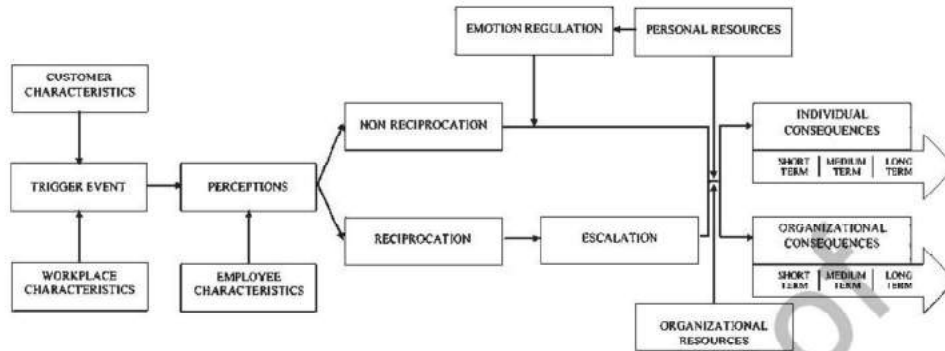 EMOTION REGULATION
PERSONAL RESOURCES
CUSTOMER
CHARACTERISTICS
NON RECIPROCATION
INDIVIDUAL
CONSEQUENCES
SHORT
TERM
MEDIUM
TERM
LONG
TERM
TRIGGER EVENT
PERCEPTIONS
RECIPROCATION
ESCALATION
ORGANIZATIONAL
CONSEQUENCES
SHORT
TERM
MEDIUM
TERM
LONG
TERM
WORKPLACE
CHARACTERISTICS
EMPLOYEE
CHARACTERISTICS
ORGANIZATIONAL
RESOURCES